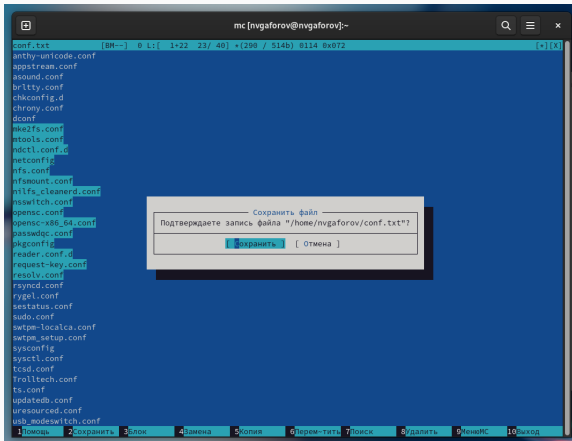 mc [nvgaforov@nvgaforov]:~
conf.txt [BM--] 0 L:[ 1+22 23/ 40] *(290 / 514b) 0114 0x072 [*][X]
anthy-unicode.conf
appstream.conf
asound.conf
brltty.conf
chkconfig.d
chrony.conf
dconf
mke2fs.conf
mtools.conf
ndctl.conf.d
netconfig
nfs.conf
nfsmount.conf
nilfs_cleanerd.conf
nsswitch.conf
opensc.conf
opensc-x86_64.conf
passwdqc.conf
pkgconfig
reader.conf.d
request-key.conf
resolv.conf
rsyncd.conf
rygel.conf
sestatus.conf
sudo.conf
swtpm-localca.conf
swtpm_setup.conf
sysconfig
sysctl.conf
tcsd.conf
Trolltech.conf
ts.conf
updatedb.conf
uresourced.conf
usb_modeswitch.conf
Сохранить файл
Подтверждаете запись файла "/home/nvgaforov/conf.txt"?
[ Сохранить ] [ Отмена ]
1Помощь 2Сохранить 3Блок 4Замена 5Копия 6Перем~тить 7Поиск 8Удалить 9МенюMC 10Выход